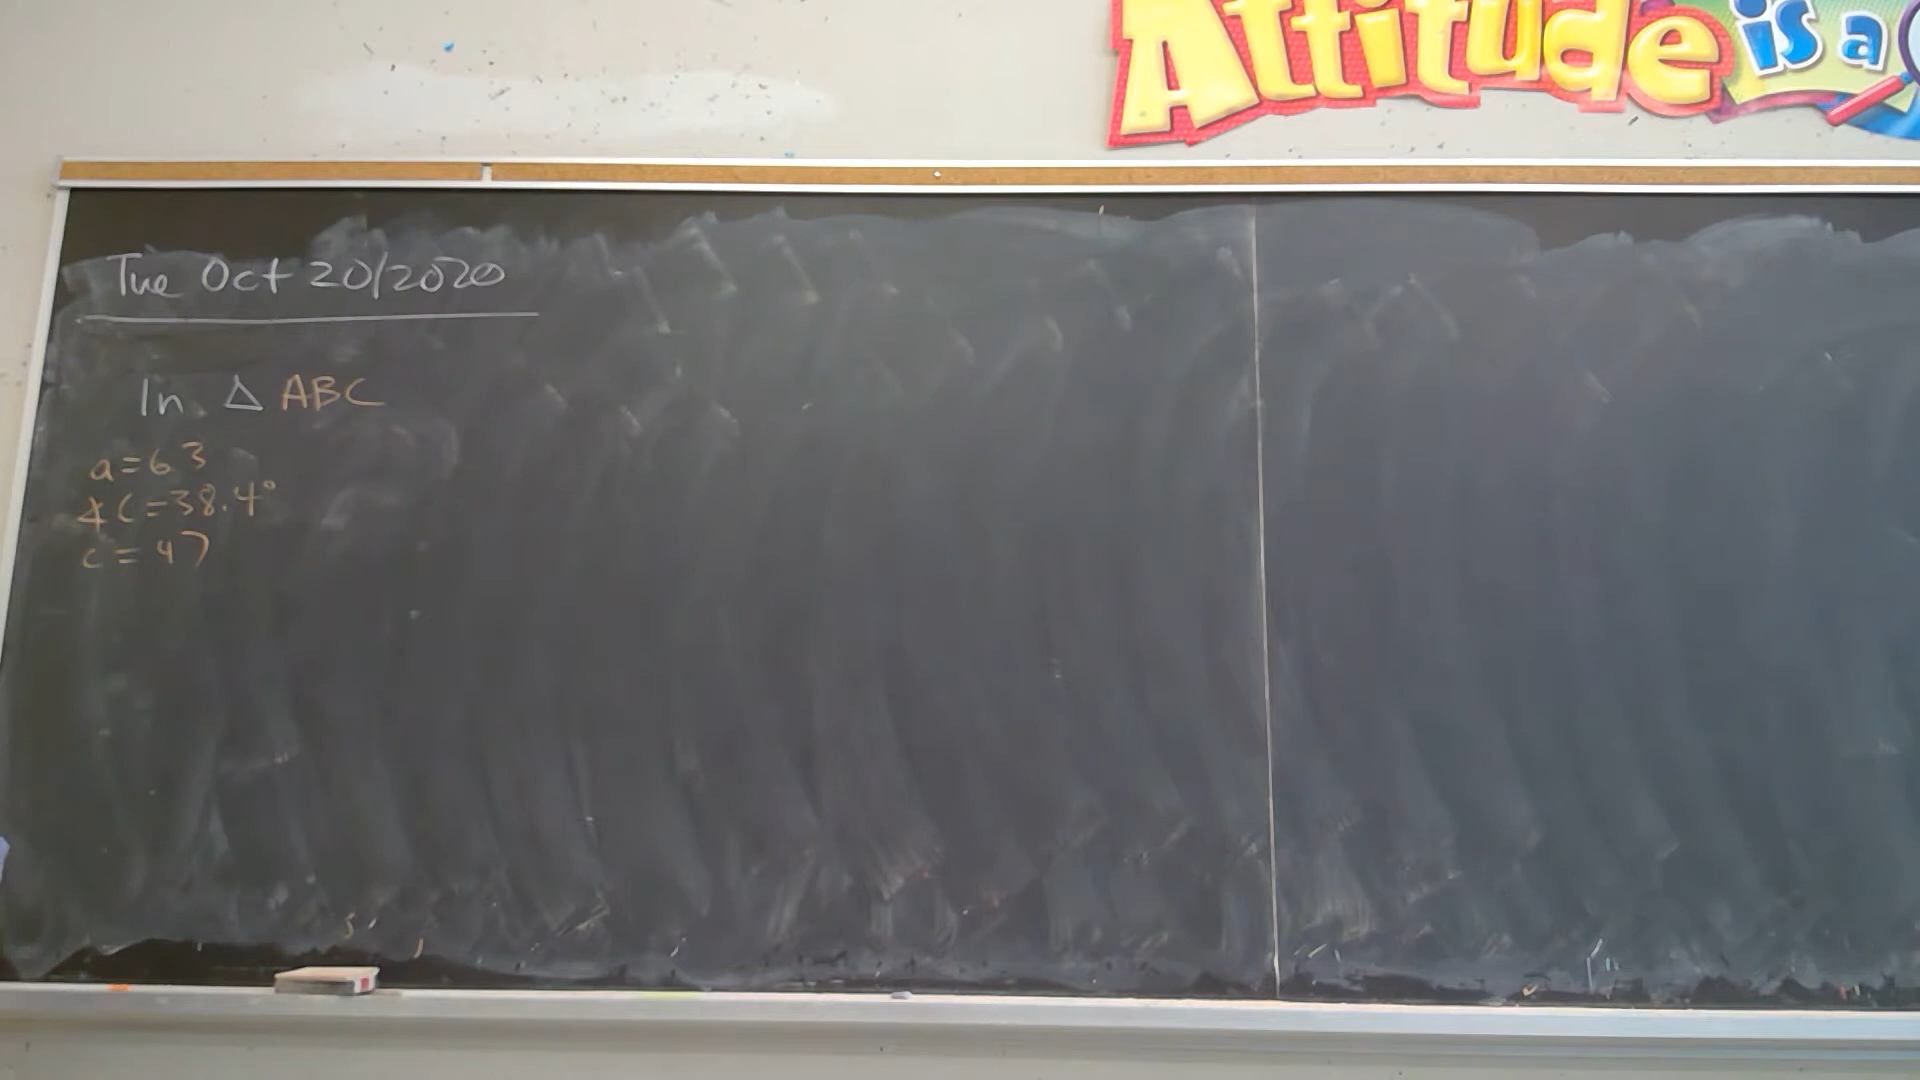 Attitude is a
Tue Oct 20/2020
In △ ABC
a = 63
∡C = 38.4°
c = 47